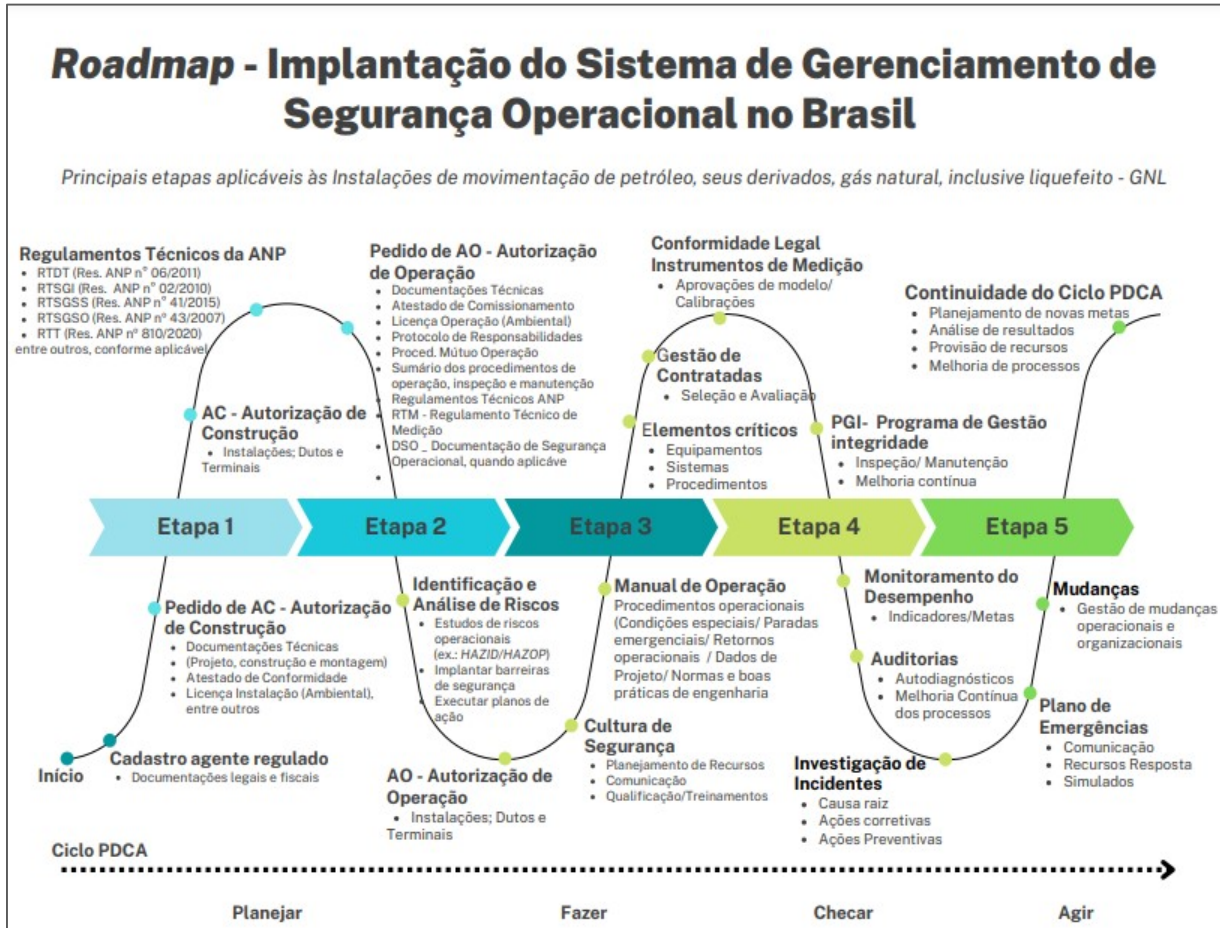 Roadmap - Implantação do Sistema de Gerenciamento de
Segurança Operacional no Brasil
Principais etapas aplicáveis às Instalações de movimentação de petróleo, seus derivados, gás natural, inclusive liquefeito - GNL
Regulamentos Técnicos da ANP
• RTDT (Res. ANP n° 06/2011)
• RTSGI (Res. ANP n° 02/2010)
• RTSGSS (Res. ANP n° 41/2015)
• RTSGSO (Res. ANP nº 43/2007)
• RTT (Res. ANP nº 810/2020)
entre outros, conforme aplicável
AC - Autorização de
Construção
• Instalações; Dutos e
Terminais
Pedido de AO - Autorização
de Operação
• Documentações Técnicas
• Atestado de Comissionamento
• Licença Operação (Ambiental)
• Protocolo de Responsabilidades
• Proced. Mútuo Operação
• Sumário dos procedimentos de
operação, inspeção e manutenção
• Regulamentos Técnicos ANP
• RTM - Regulamento Técnico de
Medição
• DSO _ Documentação de Segurança
Operacional, quando aplicáve
•
Conformidade Legal
Instrumentos de Medição
• Aprovações de modelo/
Calibrações
Gestão de
Contratadas
• Seleção e Avaliação
Elementos críticos
• Equipamentos
• Sistemas
• Procedimentos
Continuidade do Ciclo PDCA
• Planejamento de novas metas
• Análise de resultados
• Provisão de recursos
• Melhoria de processos
PGI- Programa de Gestão
integridade
• Inspeção/ Manutenção
• Melhoria contínua
Etapa 1
Etapa 2
Etapa 3
Etapa 4
Etapa 5
Pedido de AC - Autorização
de Construção
• Documentações Técnicas
• (Projeto, construção e montagem)
• Atestado de Conformidade
• Licença Instalação (Ambiental),
entre outros
Início
Cadastro agente regulado
• Documentações legais e fiscais
Identificação e
Análise de Riscos
• Estudos de riscos
operacionais
(ex.: HAZID/HAZOP)
• Implantar barreiras
de segurança
• Executar planos de
ação
AO - Autorização de
Operação
• Instalações; Dutos e
Terminais
Manual de Operação
Procedimentos operacionais
(Condições especiais/ Paradas
emergenciais/ Retornos
operacionais / Dados de
Projeto/ Normas e boas
práticas de engenharia
Cultura de
Segurança
• Planejamento de Recursos
• Comunicação
• Qualificação/Treinamentos
Monitoramento do
Desempenho
• Indicadores/Metas
Auditorias
• Autodiagnósticos
• Melhoria Contínua
dos processos
Investigação de
Incidentes
• Causa raiz
• Ações corretivas
• Ações Preventivas
Mudanças
• Gestão de mudanças
operacionais e
organizacionais
Plano de
Emergências
• Comunicação
• Recursos Resposta
• Simulados
Ciclo PDCA
Planejar
Fazer
Checar
Agir